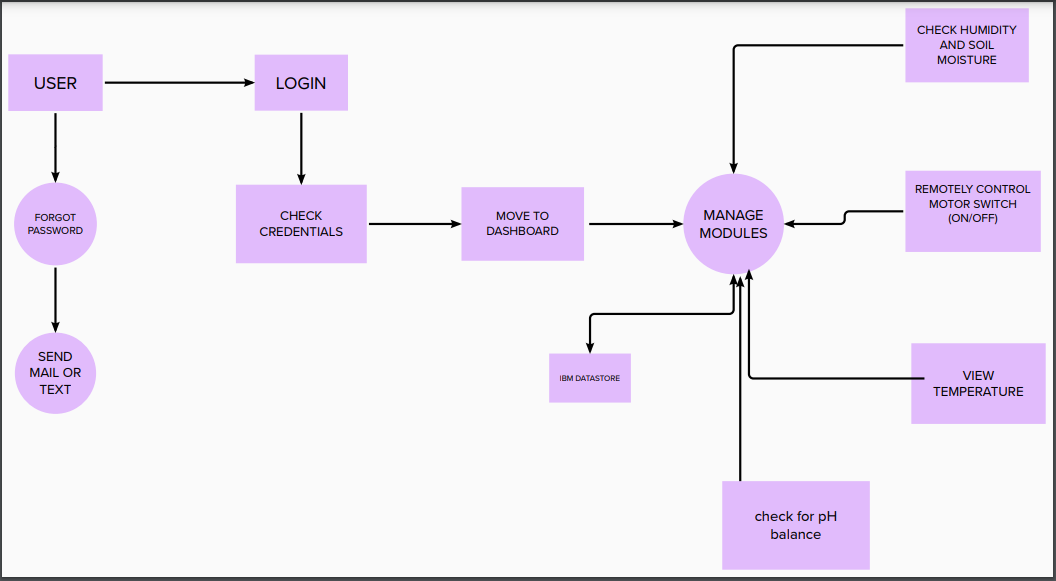 USER
LOGIN
CHECK HUMIDITY
AND SOIL
MOISTURE
FORGOT
PASSWORD
CHECK
CREDENTIALS
MOVE TO
DASHBOARD
MANAGE
MODULES
REMOTELY CONTROL
MOTOR SWITCH
(ON/OFF)
SEND
MAIL OR
TEXT
IBM DATASTORE
VIEW
TEMPERATURE
check for pH
balance